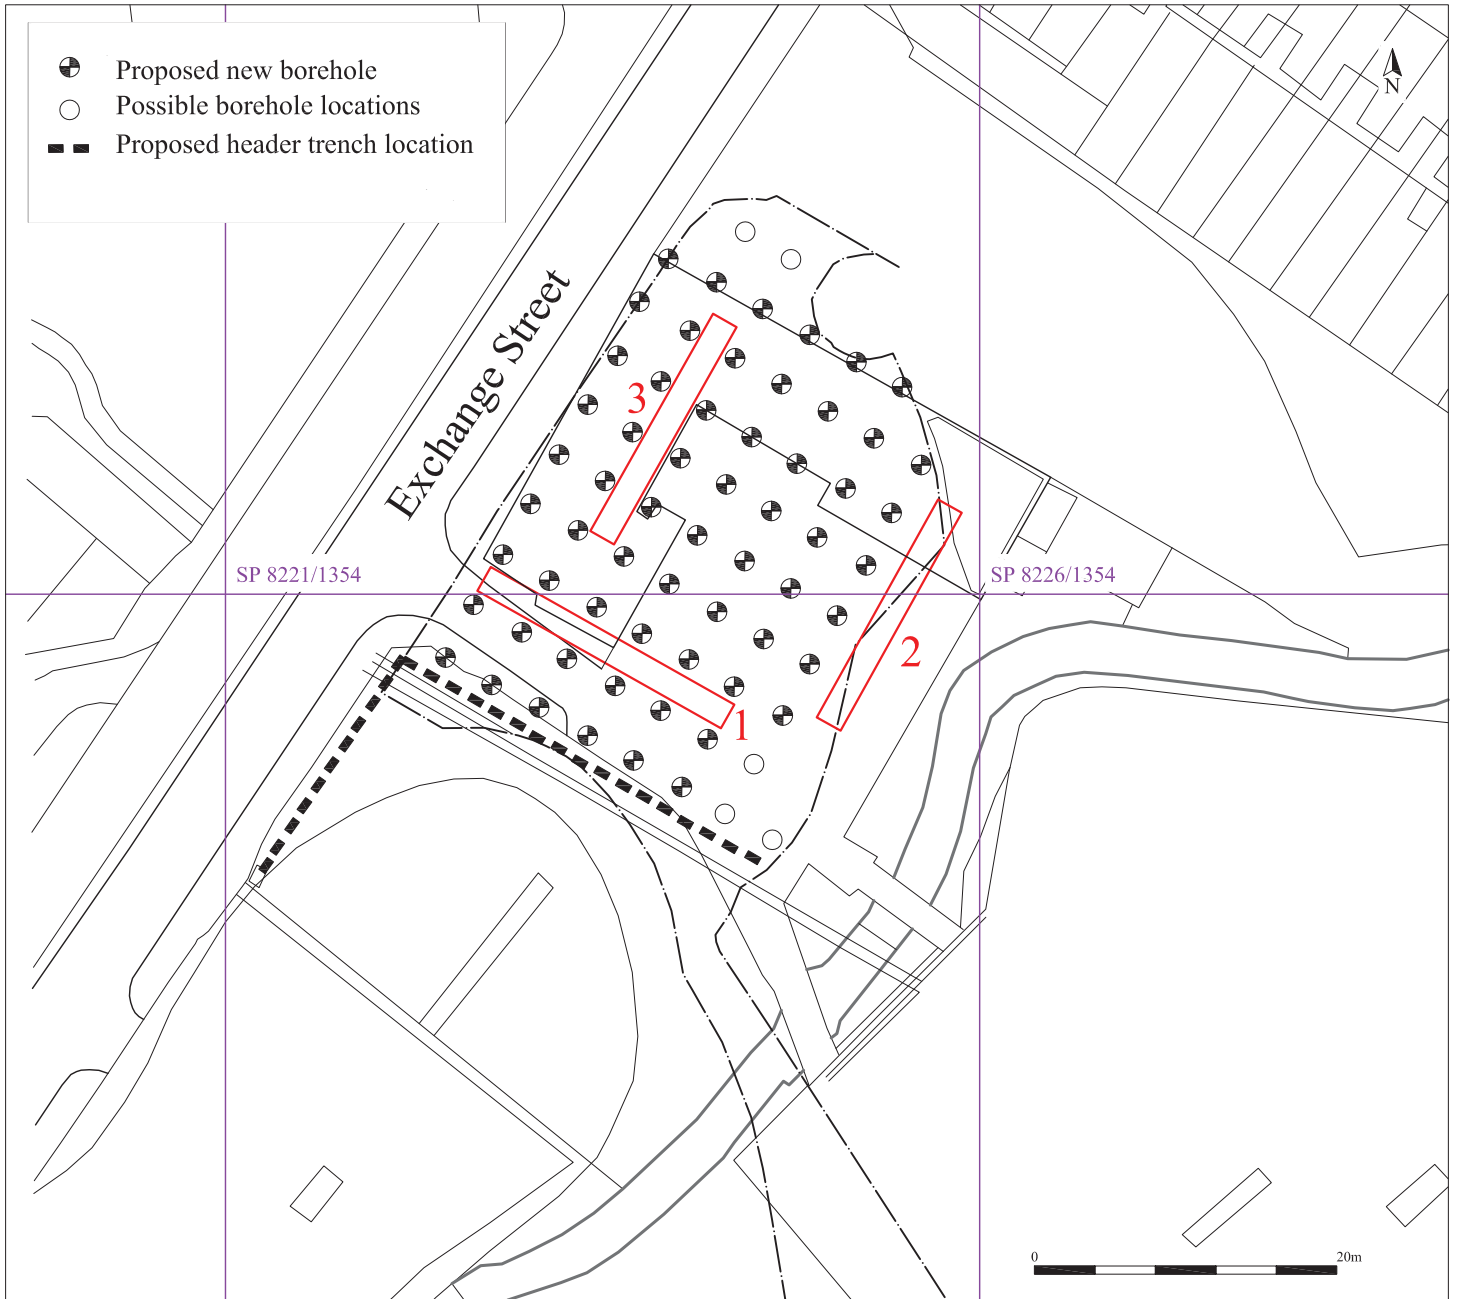 Proposed new borehole
Possible borehole locations
Proposed header trench location
N
Exchange Street
3
SP 8221/1354
SP 8226/1354
2
1
0 20m